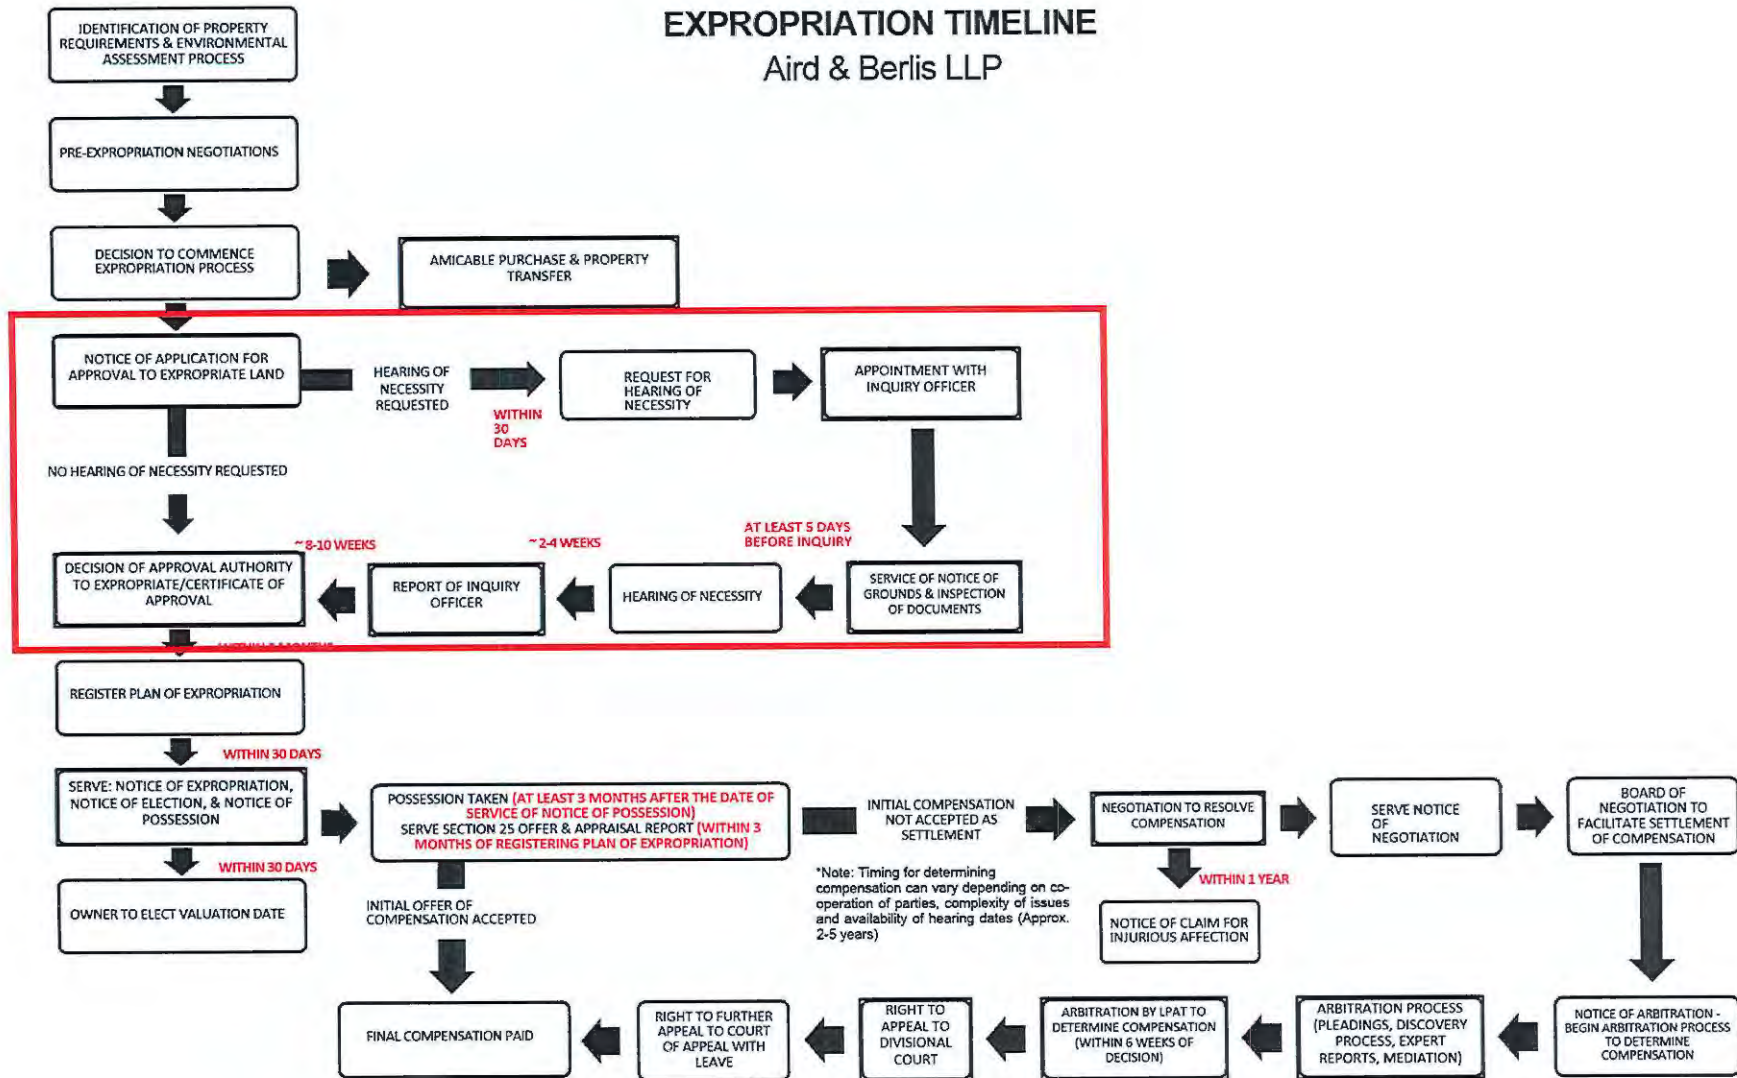 EXPROPRIATION TIMELINE
Aird & Berlis LLP
IDENTIFICATION OF PROPERTY
REQUIREMENTS & ENVIRONMENTAL
ASSESSMENT PROCESS
PRE-EXPROPRIATION NEGOTIATIONS
DECISION TO COMMENCE
EXPROPRIATION PROCESS
AMICABLE PURCHASE & PROPERTY
TRANSFER
NOTICE OF APPLICATION FOR
APPROVAL TO EXPROPRIATE LAND
HEARING OF
NECESSITY
REQUESTED
WITHIN
30
DAYS
REQUEST FOR
HEARING OF
NECESSITY
APPOINTMENT WITH
INQUIRY OFFICER
NO HEARING OF NECESSITY REQUESTED
DECISION OF APPROVAL AUTHORITY
TO EXPROPRIATE/CERTIFICATE OF
APPROVAL
~8-10 WEEKS
REPORT OF INQUIRY
OFFICER
~2-4 WEEKS
HEARING OF NECESSITY
AT LEAST 5 DAYS
BEFORE INQUIRY
SERVICE OF NOTICE OF
GROUNDS & INSPECTION
OF DOCUMENTS
REGISTER PLAN OF EXPROPRIATION
WITHIN 30 DAYS
SERVE: NOTICE OF EXPROPRIATION,
NOTICE OF ELECTION, & NOTICE OF
POSSESSION
WITHIN 30 DAYS
OWNER TO ELECT VALUATION DATE
POSSESSION TAKEN (AT LEAST 3 MONTHS AFTER THE DATE OF
SERVICE OF NOTICE OF POSSESSION)
SERVE SECTION 25 OFFER & APPRAISAL REPORT (WITHIN 3
MONTHS OF REGISTERING PLAN OF EXPROPRIATION)
INITIAL OFFER OF
COMPENSATION ACCEPTED
INITIAL COMPENSATION
NOT ACCEPTED AS
SETTLEMENT
*Note: Timing for determining
compensation can vary depending on co-
operation of parties, complexity of issues
and availability of hearing dates (Approx.
2-5 years)
NEGOTIATION TO RESOLVE
COMPENSATION
WITHIN 1 YEAR
NOTICE OF CLAIM FOR
INJURIOUS AFFECTION
SERVE NOTICE
OF
NEGOTIATION
BOARD OF
NEGOTIATION TO
FACILITATE SETTLEMENT
OF COMPENSATION
NOTICE OF ARBITRATION -
BEGIN ARBITRATION PROCESS
TO DETERMINE
COMPENSATION
ARBITRATION PROCESS
(PLEADINGS, DISCOVERY
PROCESS, EXPERT
REPORTS, MEDIATION)
ARBITRATION BY LPAT TO
DETERMINE COMPENSATION
(WITHIN 6 WEEKS OF
DECISION)
RIGHT TO
APPEAL TO
DIVISIONAL
COURT
RIGHT TO FURTHER
APPEAL TO COURT
OF APPEAL WITH
LEAVE
FINAL COMPENSATION PAID